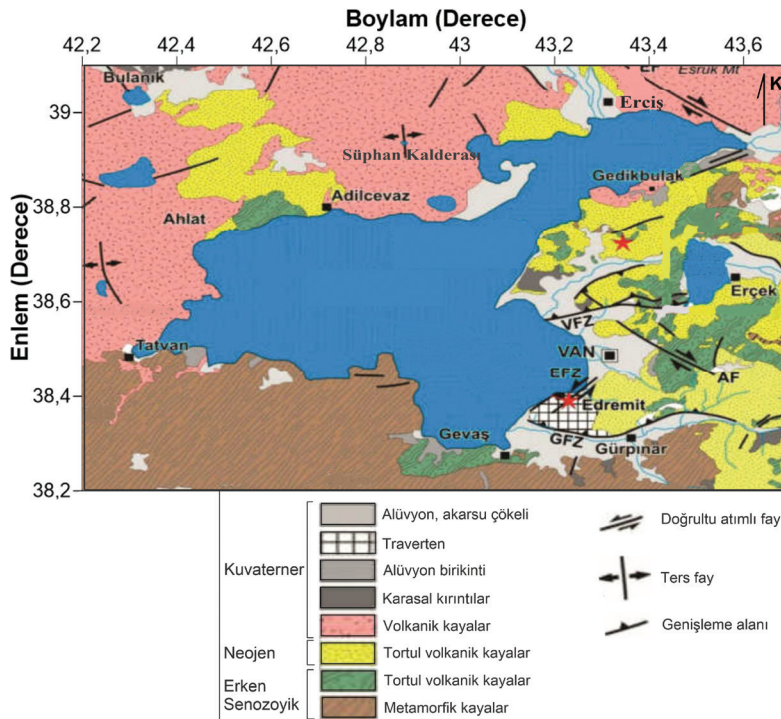 Boylam (Derece)
42,2 42,4 42,6 42,8 43 43,2 43,4 43,6
Enlem (Derece)
39
38,8
38,6
38,4
38,2
Bulanık
EF
Esruk Mt
K
Erciş
Süphan Kalderası
Gedikbulak
Adilcevaz
Ahlat
Erçek
VFZ
Tatvan
VAN
EFZ
AF
Edremit
Gevaş
GFZ
Gürpınar
Kuvaterner
Alüvyon, akarsu çökeli
Traverten
Alüvyon birikinti
Karasal kırıntılar
Volkanik kayalar
Neojen
Tortul volkanik kayalar
Erken
Senozoyik
Tortul volkanik kayalar
Metamorfik kayalar
Doğrultu atımlı fay
Ters fay
Genişleme alanı